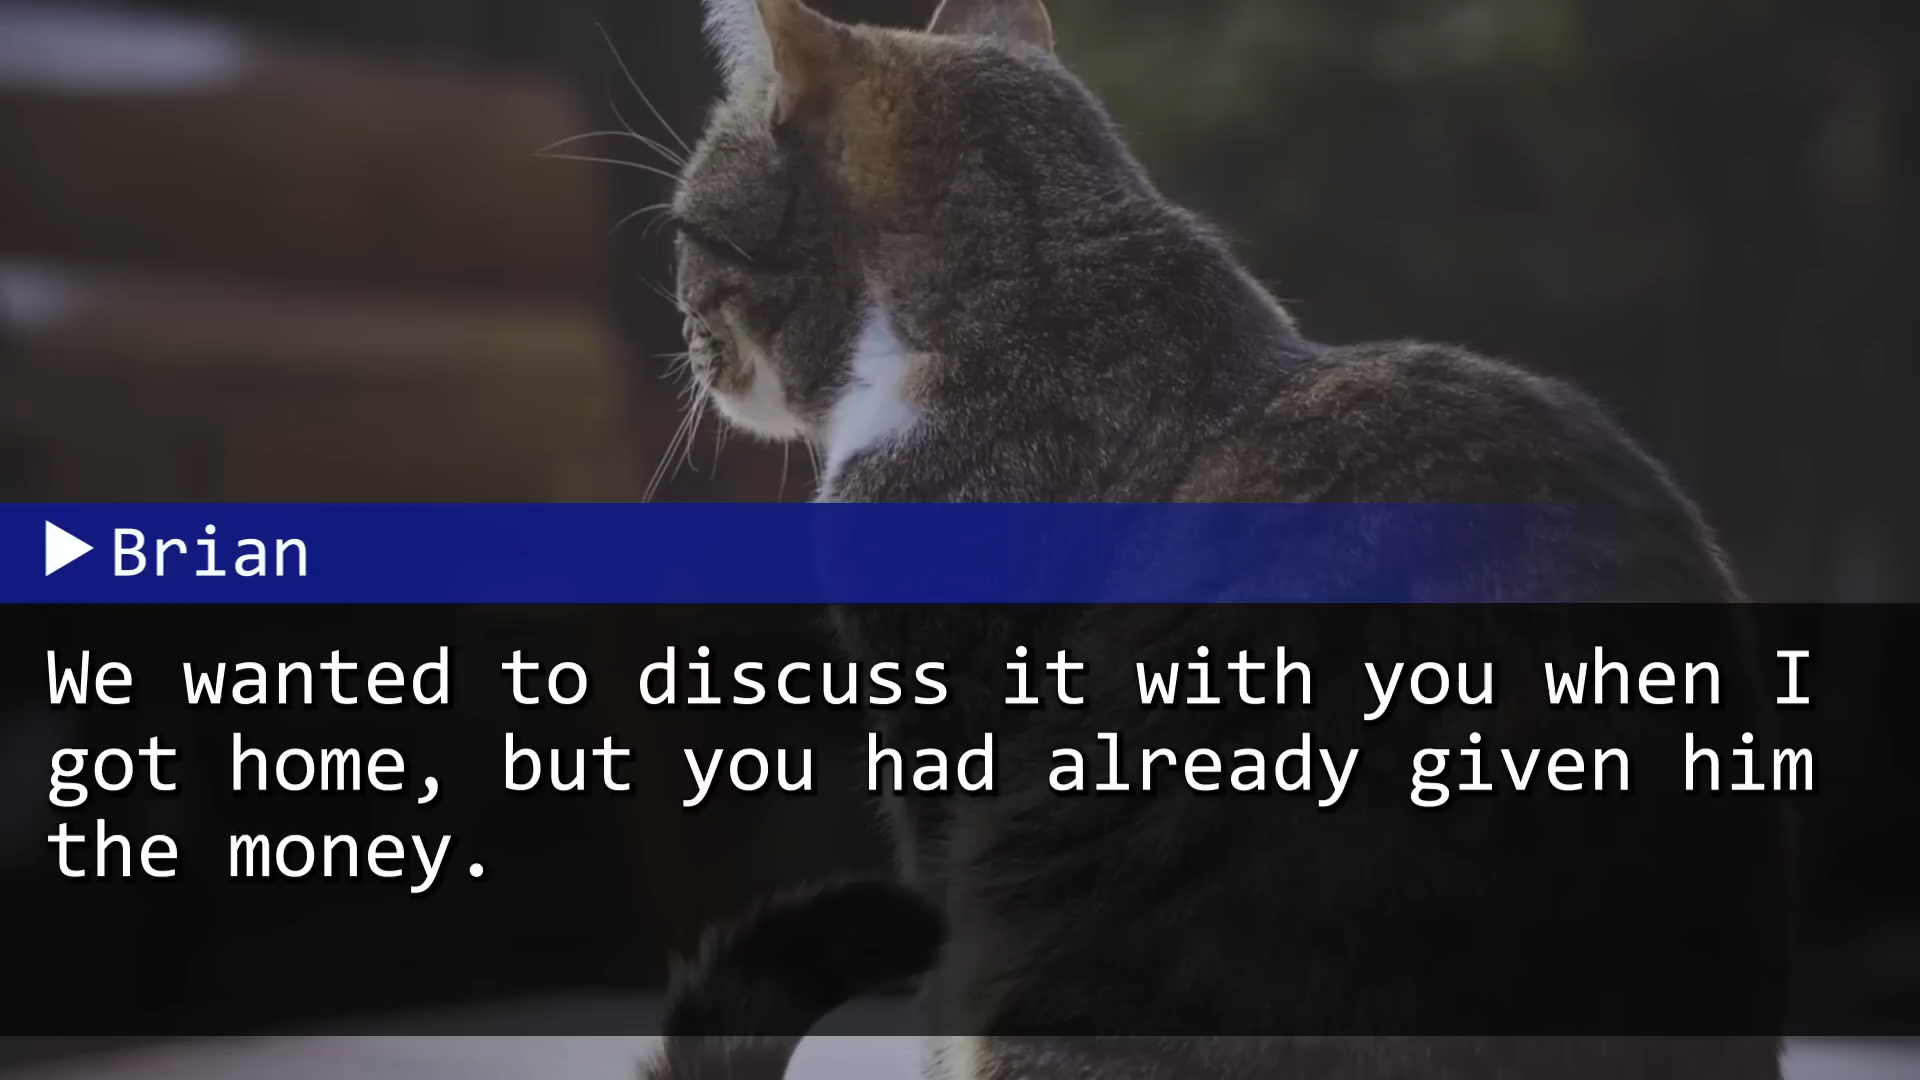 Brian
We wanted to discuss it with you when I
got home, but you had already given him
the money.